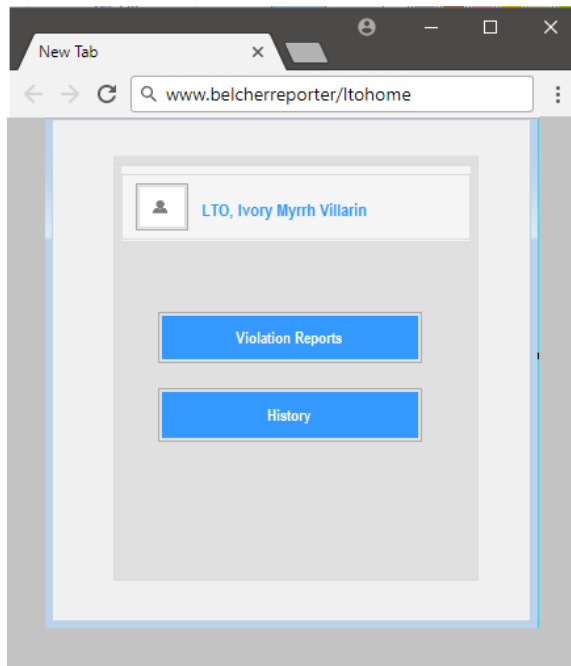 New Tab
www.belcherreporter/ltohome
LTO, Ivory Myrrh Villarin
Violation Reports
History